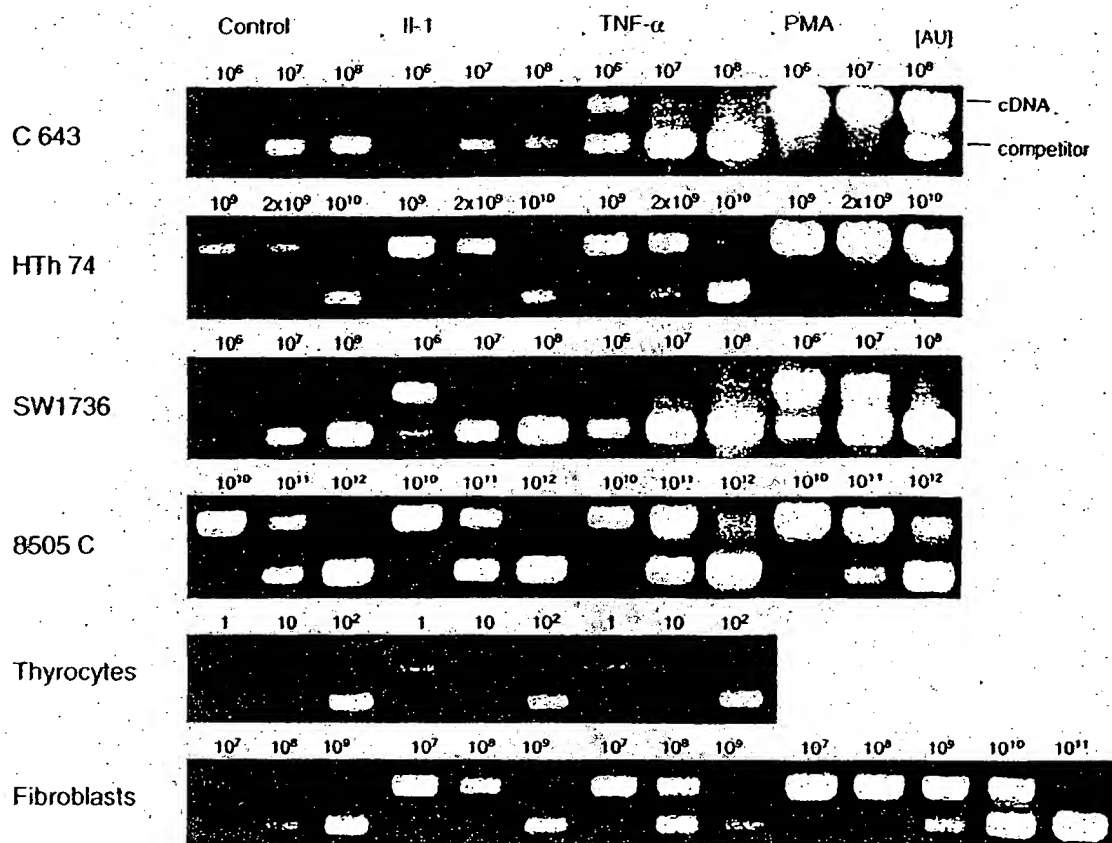 Control Il-1 TNF-α PMA [AU]
10⁶ 10⁷ 10⁸ 10⁶ 10⁷ 10⁸ 10⁶ 10⁷ 10⁸ 10⁶ 10⁷ 10⁸
cDNA
C 643
competitor
10⁹ 2x10⁹ 10¹⁰ 10⁹ 2x10⁹ 10¹⁰ 10⁹ 2x10⁹ 10¹⁰ 10⁹ 2x10⁹ 10¹⁰
HTh 74
10⁶ 10⁷ 10⁸ 10⁶ 10⁷ 10⁸ 10⁶ 10⁷ 10⁸ 10⁶ 10⁷ 10⁸
SW1736
10¹⁰ 10¹¹ 10¹² 10¹⁰ 10¹¹ 10¹² 10¹⁰ 10¹¹ 10¹² 10¹⁰ 10¹¹ 10¹²
8505 C
1 10 10² 1 10 10² 1 10 10²
Thyrocytes
10⁷ 10⁸ 10⁹ 10⁷ 10⁸ 10⁹ 10⁷ 10⁸ 10⁹ 10⁷ 10⁸ 10⁹ 10¹⁰ 10¹¹
Fibroblasts